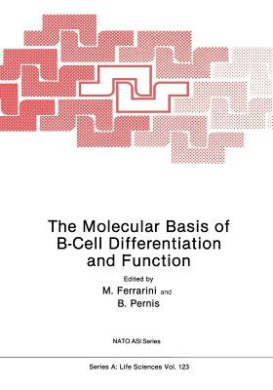 The Molecular Basis of
B-Cell Differentiation
and Function
Edited by
M. Ferrarini and
B. Pernis
NATO ASI Series
Series A: Life Sciences Vol. 123